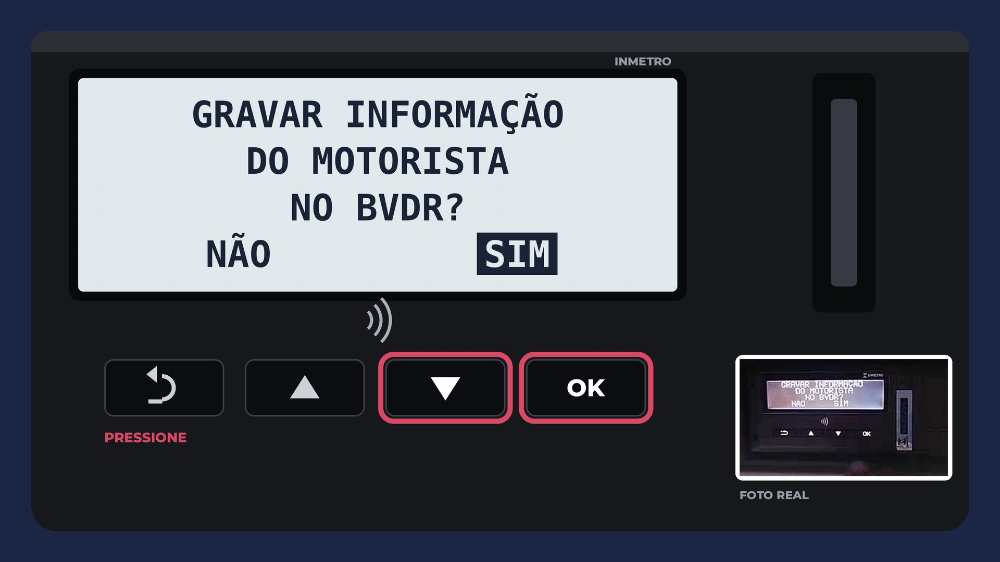 INMETRO
GRAVAR INFORMAÇÃO
DO MOTORISTA
NO BVDR?
NÃO SIM
OK
PRESSIONE
INMETRO
GRAVAR INFORMAÇÃO
DO MOTORISTA
NO BVDR?
NÃO SIM
OK
FOTO REAL